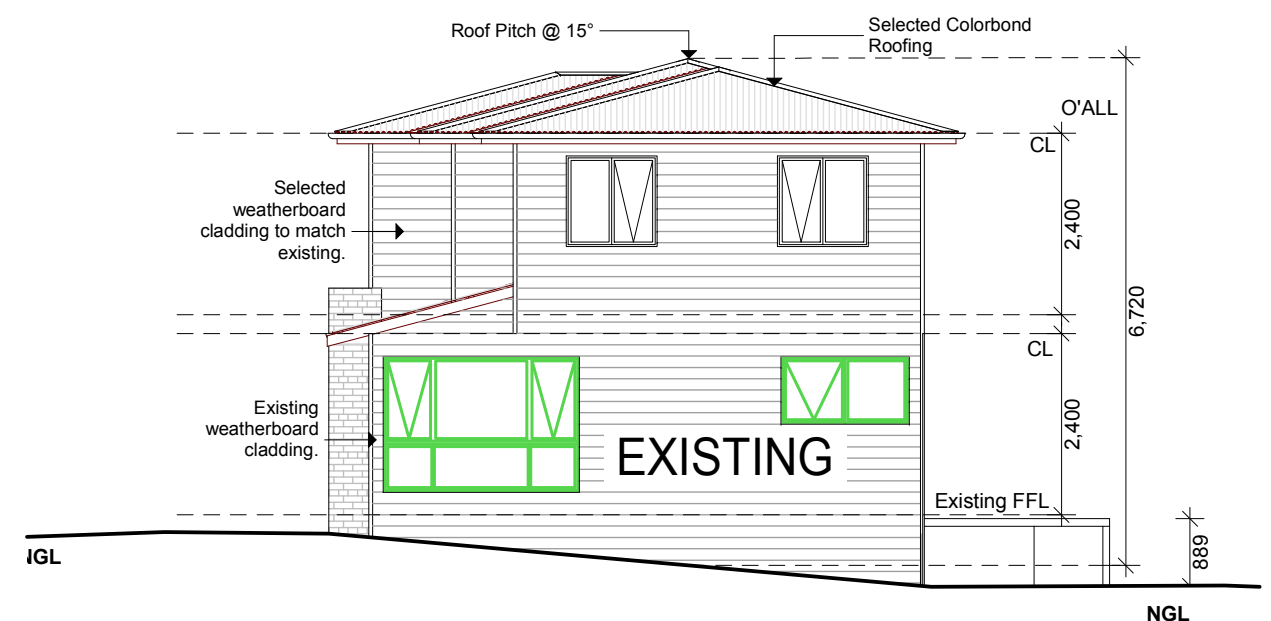 Roof Pitch @ 15°
Selected Colorbond
Roofing
O'ALL
CL
2,400
Selected
weatherboard
cladding to match
existing.
6,720
CL
2,400
Existing
weatherboard
cladding.
EXISTING
Existing FFL
889
NGL
NGL